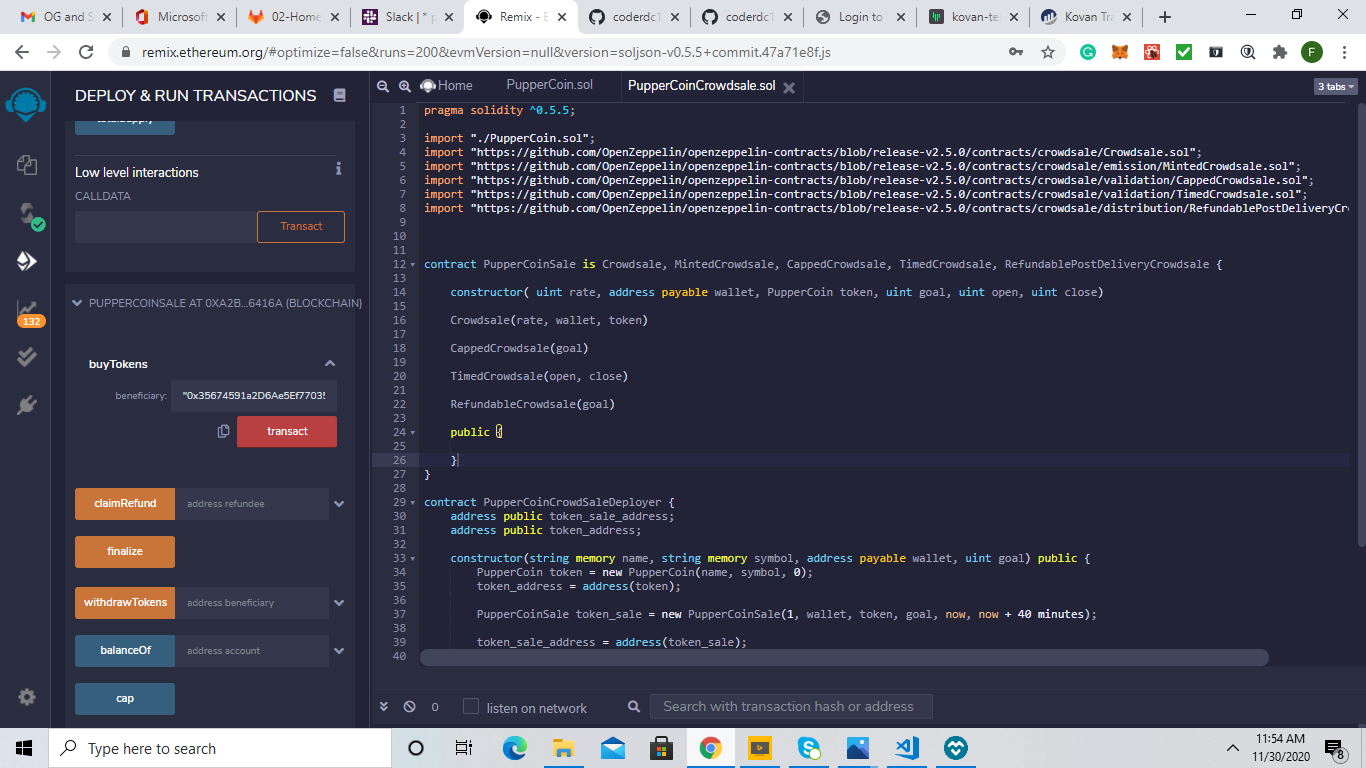 OG and S
Microsoft
02-Home
Slack | * p
Remix - E
coderdc1
coderdc1
Login to
kovan-te
Kovan Tra
remix.ethereum.org/#optimize=false&runs=200&evmVersion=null&version=soljson-v0.5.5+commit.47a71e8f.js
F
DEPLOY & RUN TRANSACTIONS
Home
PupperCoin.sol
PupperCoinCrowdsale.sol
3 tabs
totalSupply
Low level interactions
CALLDATA
Transact
132
PUPPERCOINSALE AT 0XA2B...6416A (BLOCKCHAIN)
buyTokens
beneficiary:
"0x35674591a2D6Ae5Ef77035
transact
claimRefund
address refundee
finalize
withdrawTokens
address beneficiary
balanceOf
address account
cap
1 pragma solidity ^0.5.5;
2
3 import "./PupperCoin.sol";
4 import "https://github.com/OpenZeppelin/openzeppelin-contracts/blob/release-v2.5.0/contracts/crowdsale/Crowdsale.sol";
5 import "https://github.com/OpenZeppelin/openzeppelin-contracts/blob/release-v2.5.0/contracts/crowdsale/emission/MintedCrowdsale.sol";
6 import "https://github.com/OpenZeppelin/openzeppelin-contracts/blob/release-v2.5.0/contracts/crowdsale/validation/CappedCrowdsale.sol";
7 import "https://github.com/OpenZeppelin/openzeppelin-contracts/blob/release-v2.5.0/contracts/crowdsale/validation/TimedCrowdsale.sol";
8 import "https://github.com/OpenZeppelin/openzeppelin-contracts/blob/release-v2.5.0/contracts/crowdsale/distribution/RefundablePostDeliveryCr
9
10
11
12 contract PupperCoinSale is Crowdsale, MintedCrowdsale, CappedCrowdsale, TimedCrowdsale, RefundablePostDeliveryCrowdsale {
13
14 constructor( uint rate, address payable wallet, PupperCoin token, uint goal, uint open, uint close)
15
16 Crowdsale(rate, wallet, token)
17
18 CappedCrowdsale(goal)
19
20 TimedCrowdsale(open, close)
21
22 RefundableCrowdsale(goal)
23
24 public {
25
26 }
27 }
28
29 contract PupperCoinCrowdSaleDeployer {
30 address public token_sale_address;
31 address public token_address;
32
33 constructor(string memory name, string memory symbol, address payable wallet, uint goal) public {
34 PupperCoin token = new PupperCoin(name, symbol, 0);
35 token_address = address(token);
36
37 PupperCoinSale token_sale = new PupperCoinSale(1, wallet, token, goal, now, now + 40 minutes);
38
39 token_sale_address = address(token_sale);
40
0
listen on network
Search with transaction hash or address
Type here to search
11:54 AM
11/30/2020
8